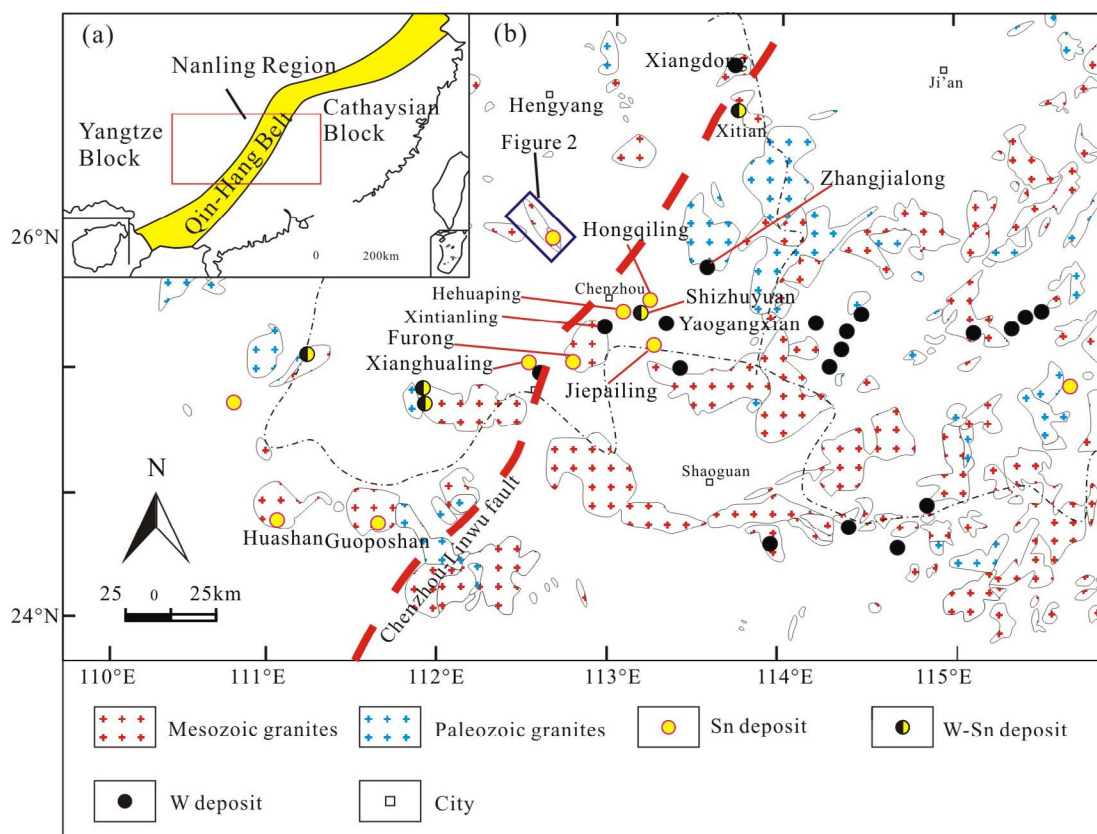 (a)
Nanling Region
Yangtze
Block
Cathaysian
Block
Qin-Hang Belt
0 200km
(b)
Xiangdong
Ji'an
Hengyang
Xitian
Figure 2
Zhangjialong
Hongqiling
26°N
Chenzhou
Hehuaping
Shizhuyuan
Xintianling
Yaogangxian
Furong
Xianghualing
Jiepailing
N
Shaoguan
Huashan
Guoposhan
Chenzhou-Linwu fault
25 0 25km
24°N
110°E 111°E 112°E 113°E 114°E 115°E
Mesozoic granites
Paleozoic granites
Sn deposit
W-Sn deposit
W deposit
City